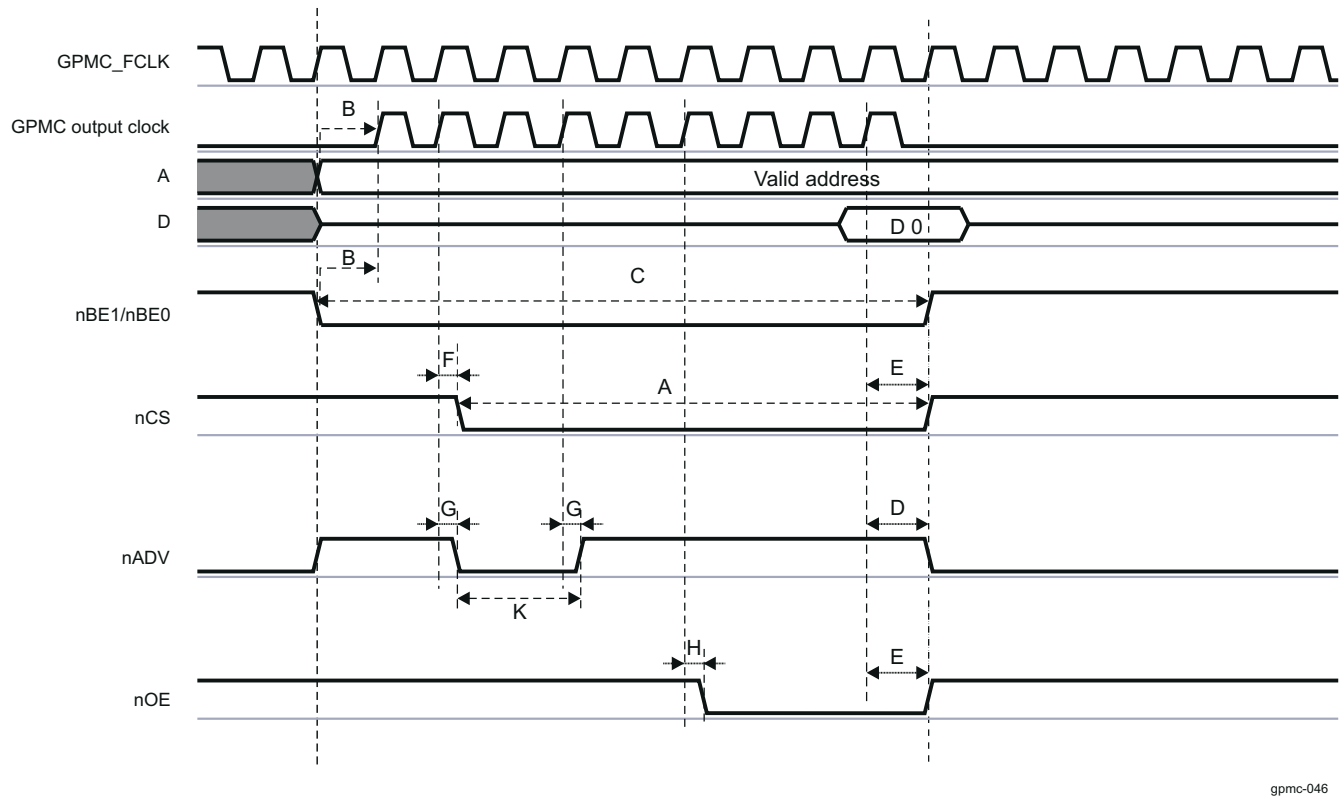 GPMC_FCLK
B
GPMC output clock
A
Valid address
D
D 0
B
C
nBE1/nBE0
F
E
A
nCS
G
G
D
nADV
K
H
E
nOE
gpmc-046